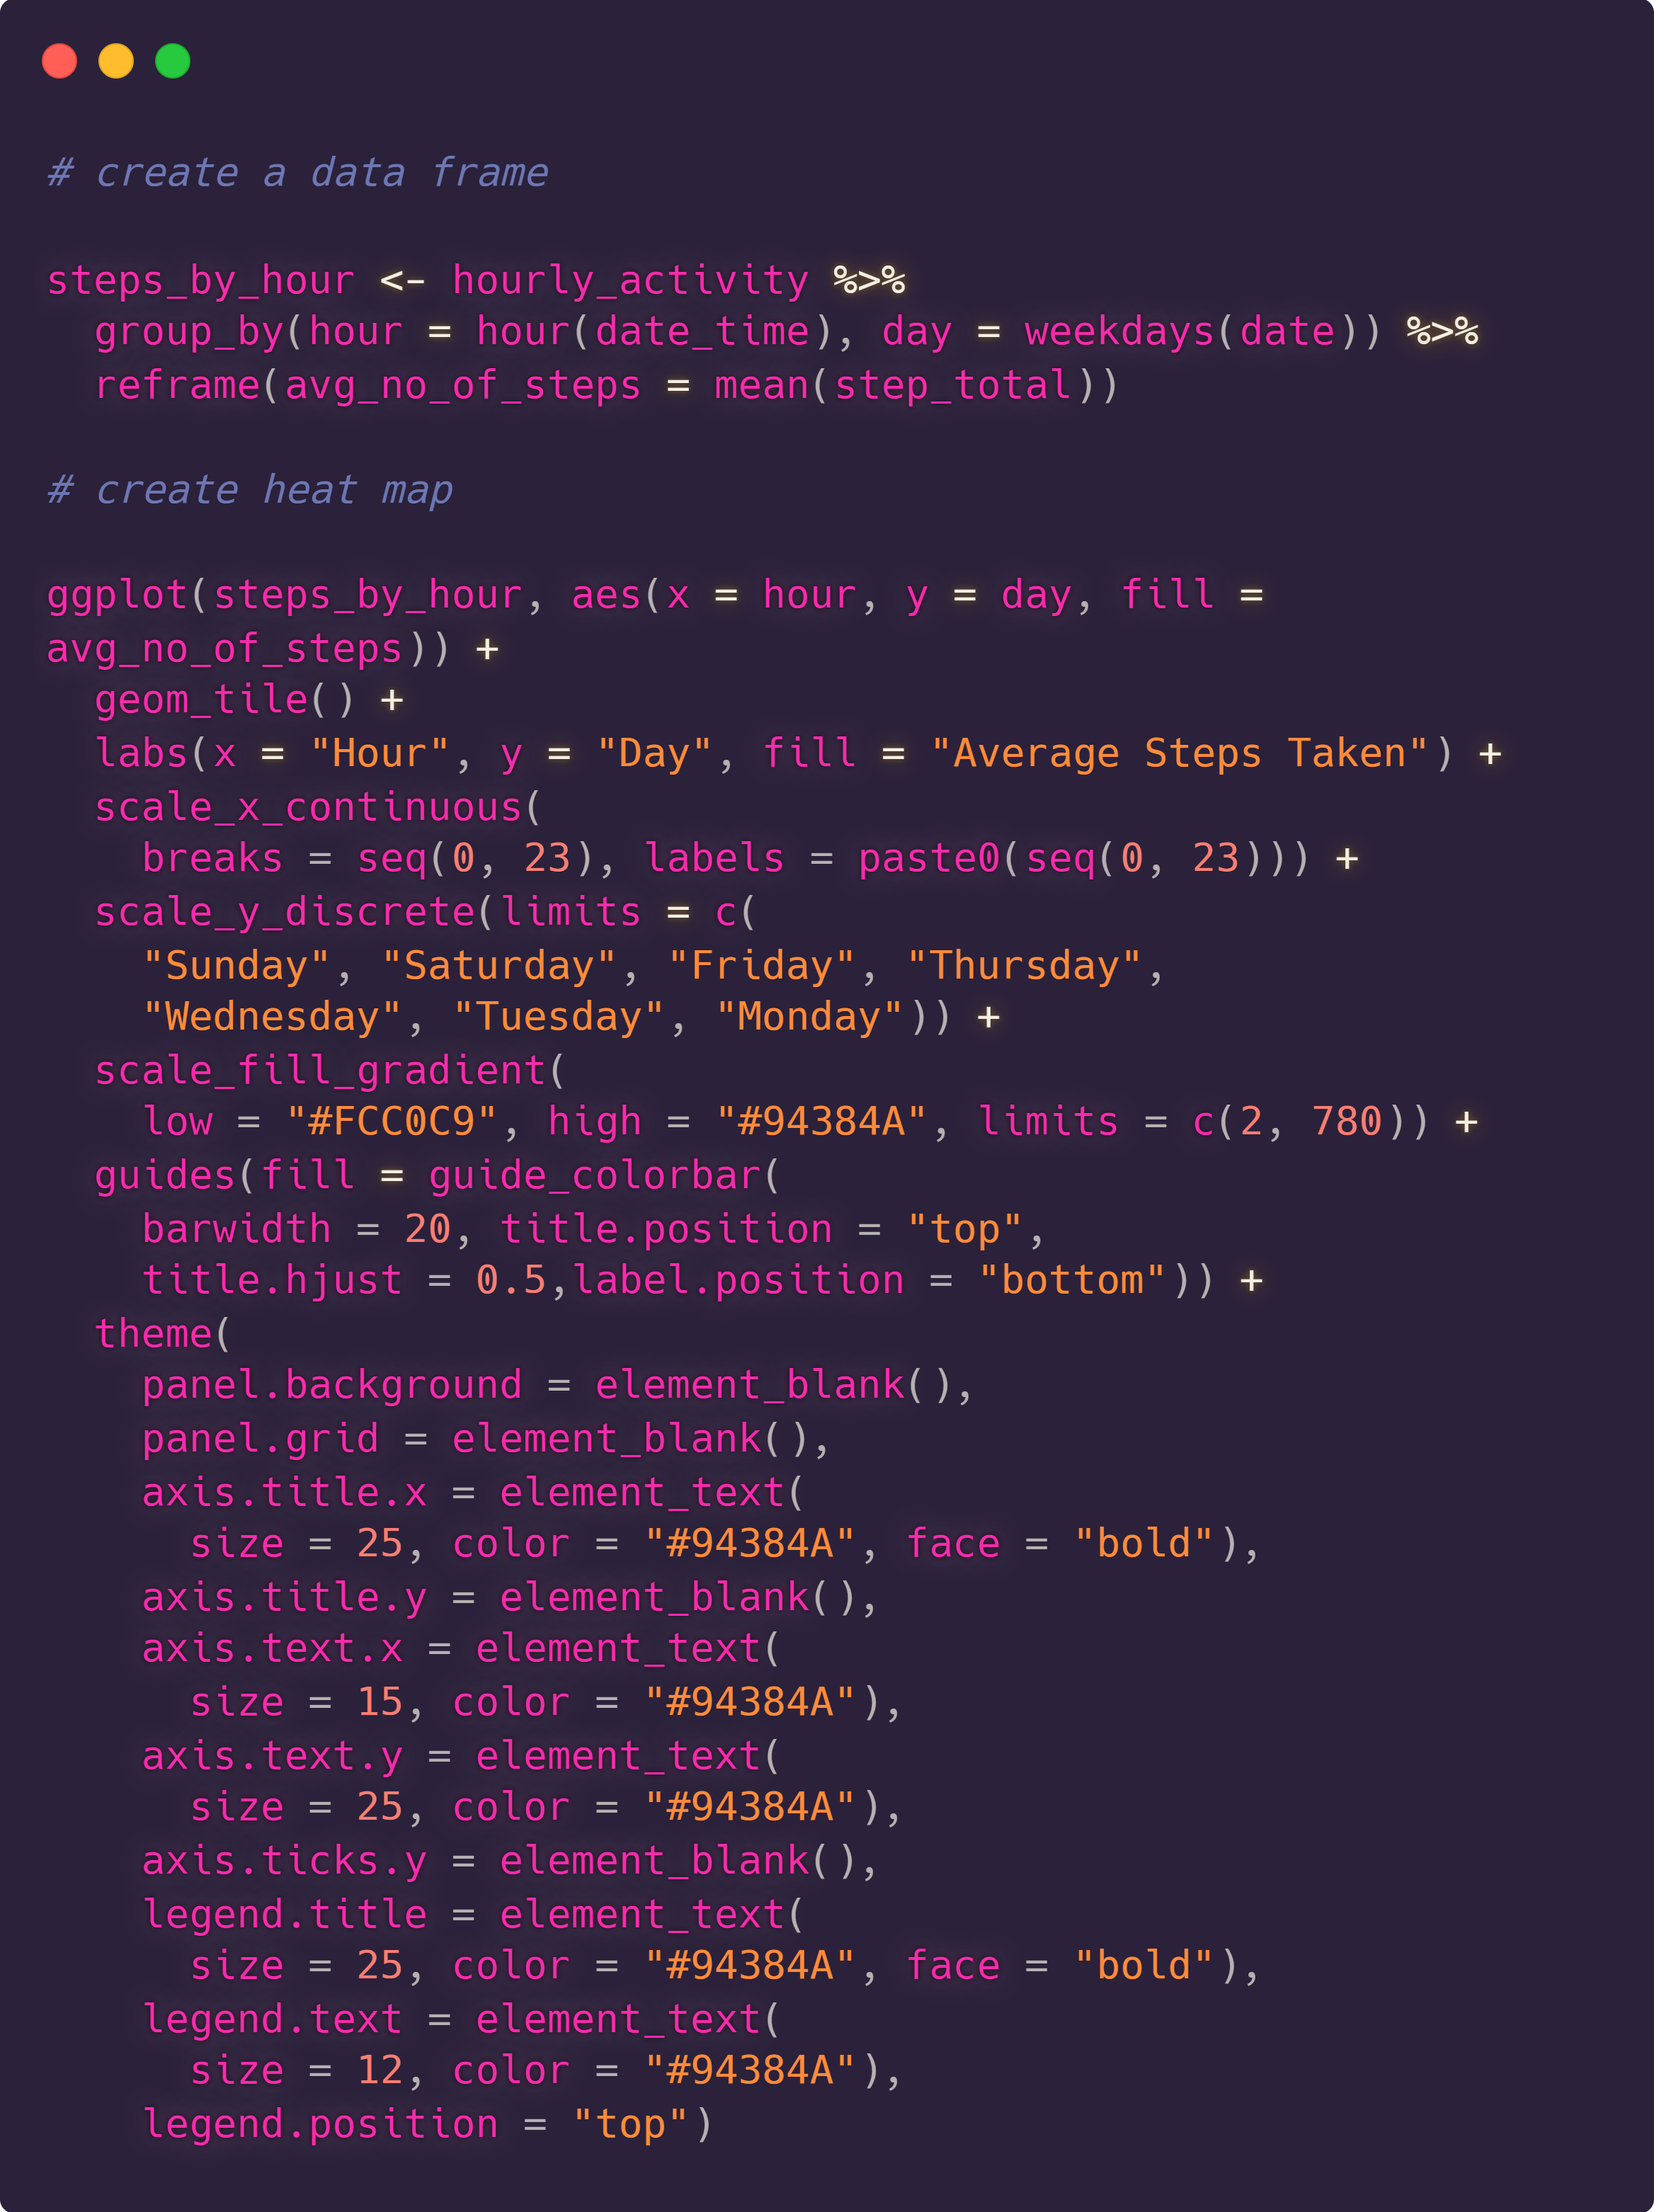 # create a data frame

steps_by_hour <- hourly_activity %>%
  group_by(hour = hour(date_time), day = weekdays(date)) %>%
  reframe(avg_no_of_steps = mean(step_total))

# create heat map

ggplot(steps_by_hour, aes(x = hour, y = day, fill =
avg_no_of_steps)) +
  geom_tile() +
  labs(x = "Hour", y = "Day", fill = "Average Steps Taken") +
  scale_x_continuous(
    breaks = seq(0, 23), labels = paste0(seq(0, 23))) +
  scale_y_discrete(limits = c(
    "Sunday", "Saturday", "Friday", "Thursday",
    "Wednesday", "Tuesday", "Monday")) +
  scale_fill_gradient(
    low = "#FCC0C9", high = "#94384A", limits = c(2, 780)) +
  guides(fill = guide_colorbar(
    barwidth = 20, title.position = "top",
    title.hjust = 0.5,label.position = "bottom")) +
  theme(
    panel.background = element_blank(),
    panel.grid = element_blank(),
    axis.title.x = element_text(
      size = 25, color = "#94384A", face = "bold"),
    axis.title.y = element_blank(),
    axis.text.x = element_text(
      size = 15, color = "#94384A"),
    axis.text.y = element_text(
      size = 25, color = "#94384A"),
    axis.ticks.y = element_blank(),
    legend.title = element_text(
      size = 25, color = "#94384A", face = "bold"),
    legend.text = element_text(
      size = 12, color = "#94384A"),
    legend.position = "top")